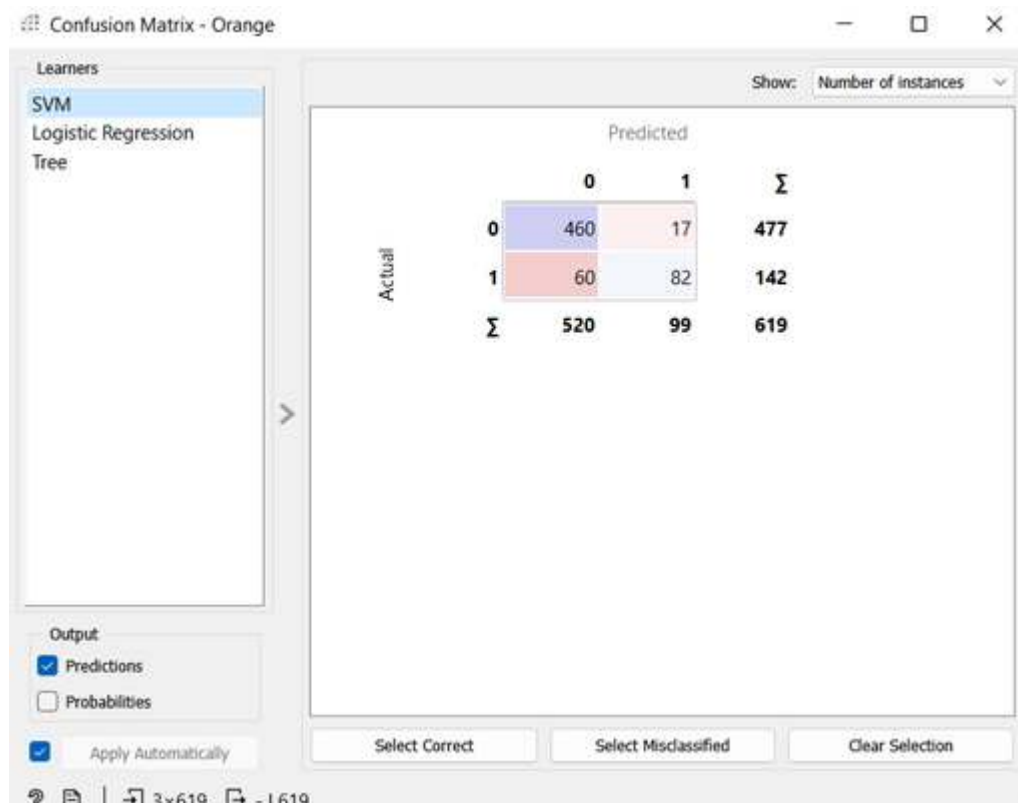 Confusion Matrix - Orange
Learners
SVM
Logistic Regression
Tree
Show: Number of instances
Predicted
0 1 Σ
0 460 17 477
Actual
1 60 82 142
Σ 520 99 619
Output
Predictions
Probabilities
Apply Automatically
Select Correct Select Misclassified Clear Selection
? 3×619 - | 619